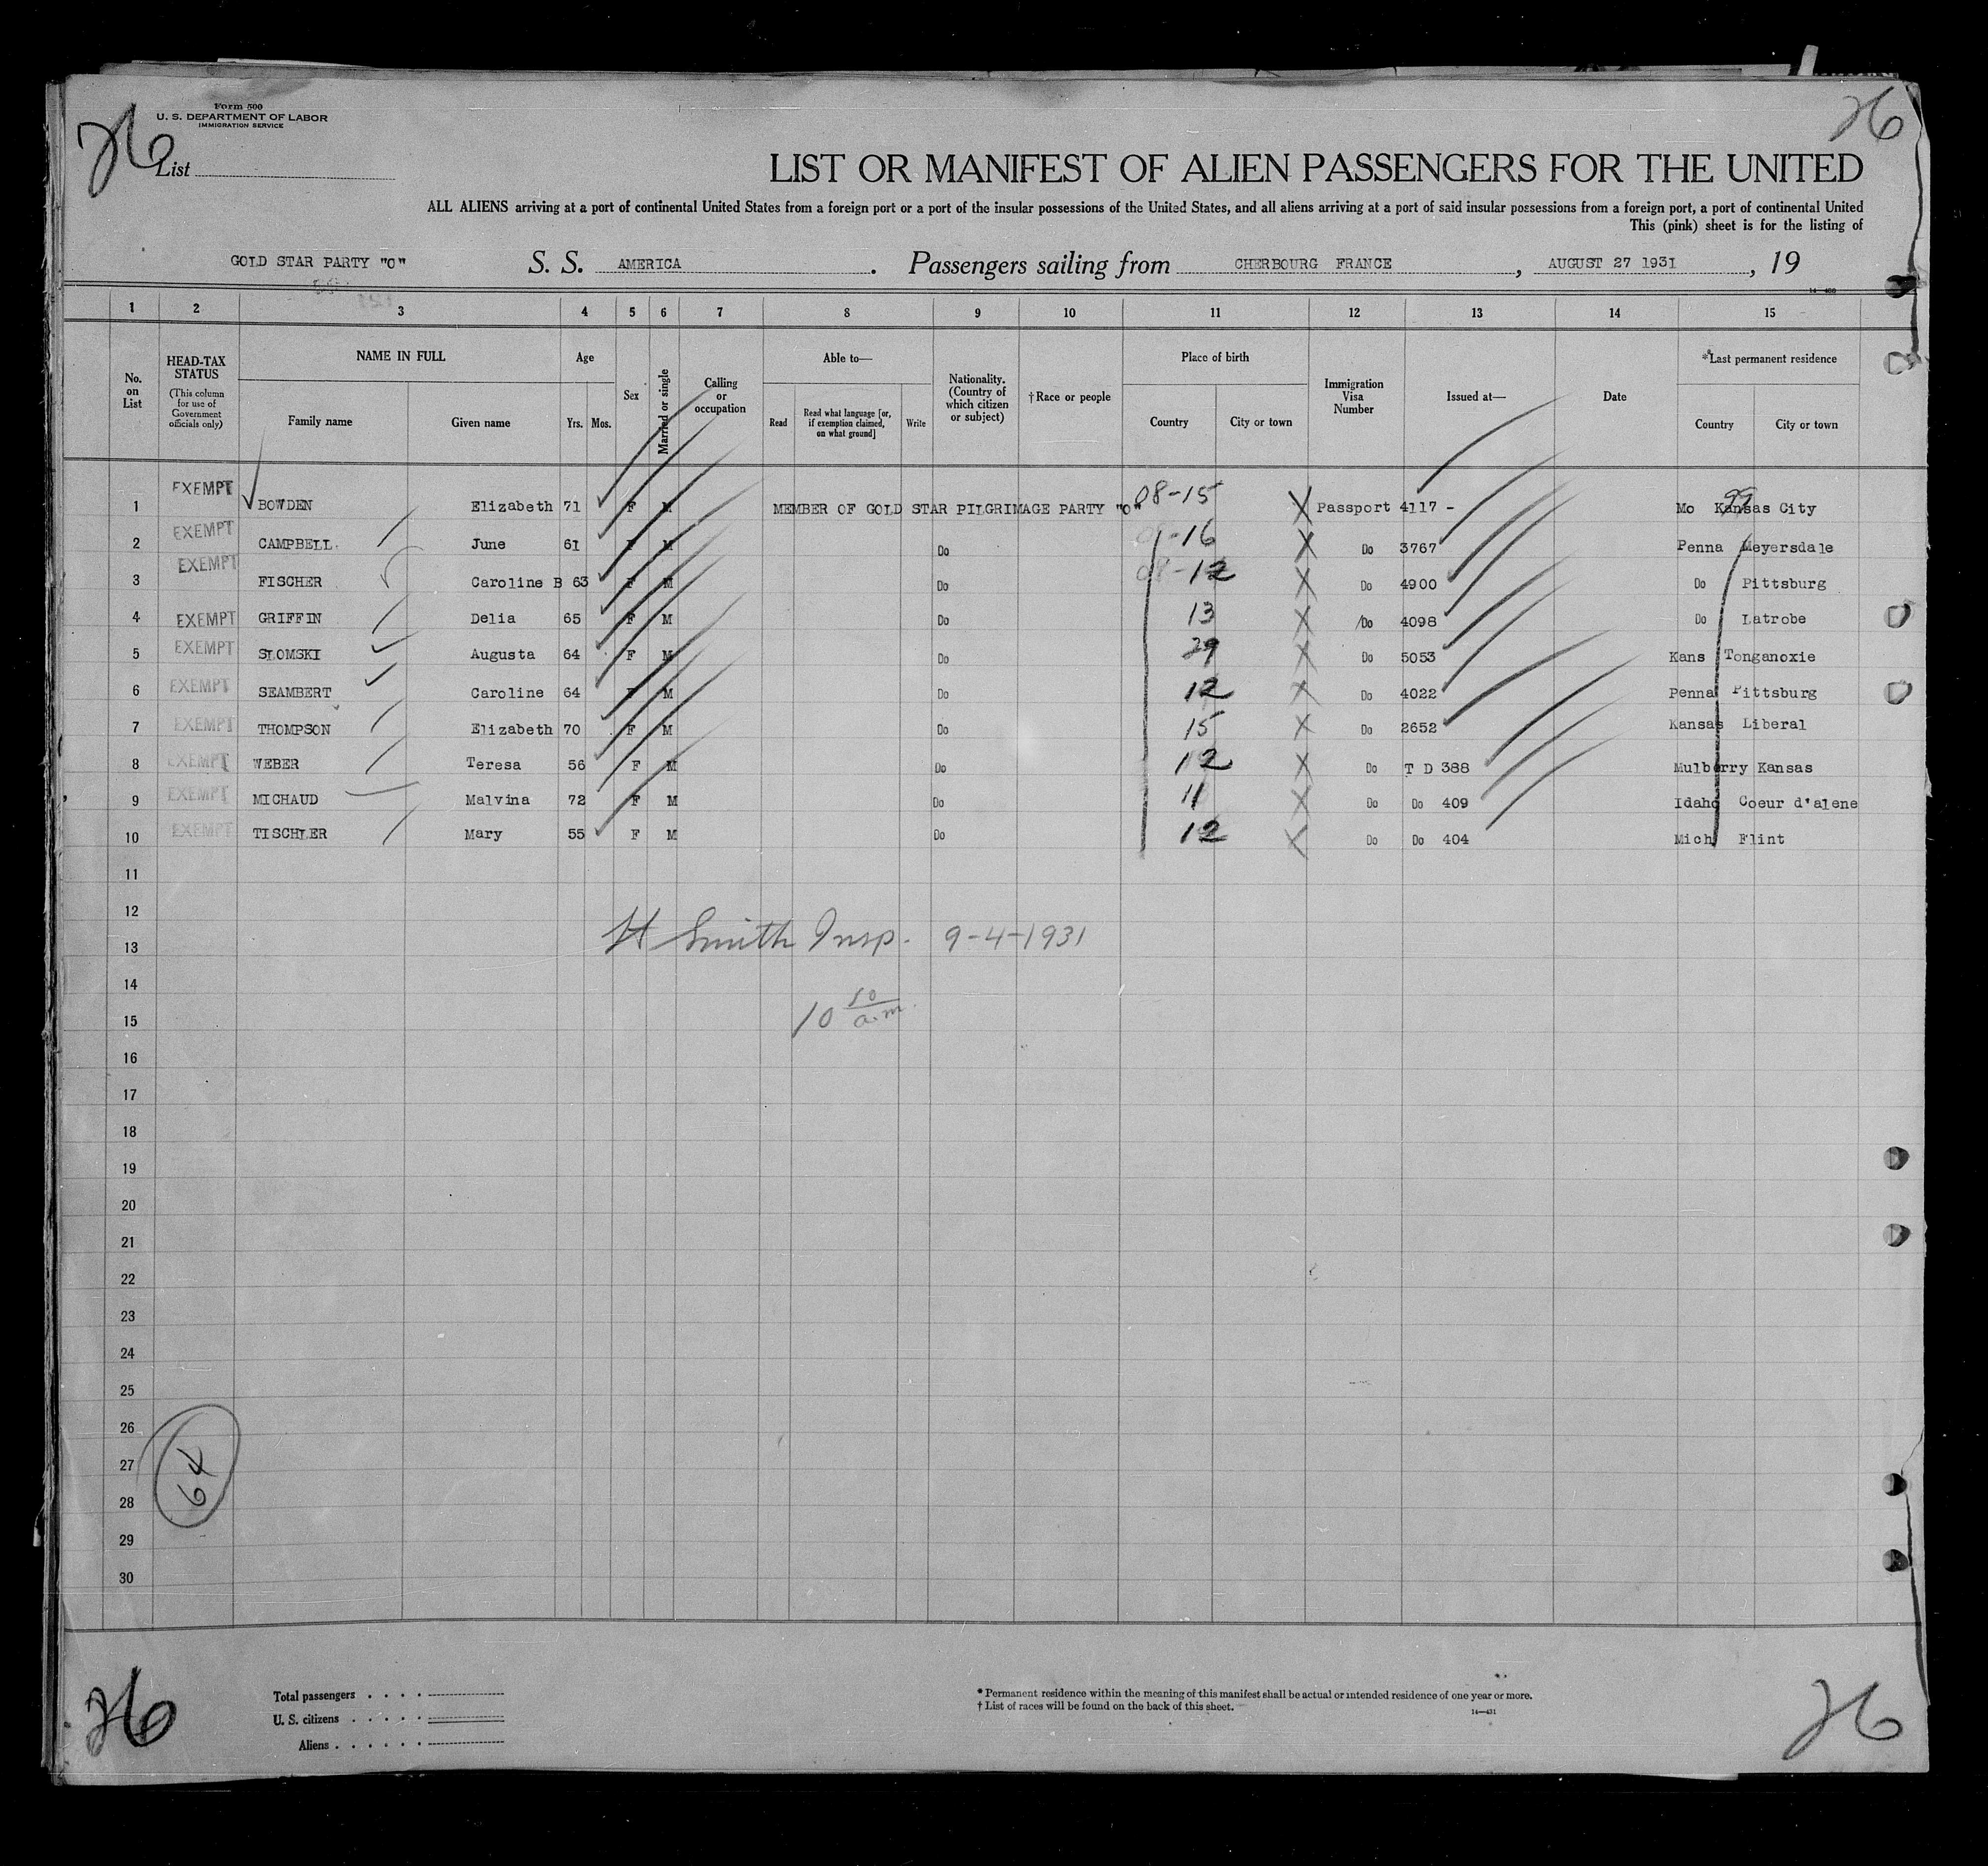 Form 500
U. S. DEPARTMENT OF LABOR
IMMIGRATION SERVICE
26
26
List
LIST OR MANIFEST OF ALIEN PASSENGERS FOR THE UNITED
ALL ALIENS arriving at a port of continental United States from a foreign port or a port of the insular possessions of the United States, and all aliens arriving at a port of said insular possessions from a foreign port, a port of continental United
This (pink) sheet is for the listing of
GOLD STAR PARTY "O" S. S. AMERICA . Passengers sailing from CHERBOURG FRANCE , AUGUST 27 1931 , 19
1 2 3 4 5 6 7 8 9 10 11 12 13 14 15
No. on List
HEAD-TAX STATUS (This column for use of Government officials only)
NAME IN FULL Family name Given name
Age Yrs. Mos.
Sex
Married or single
Calling or occupation
Able to— Read Read what language [or, if exemption claimed, on what ground] Write
Nationality. (Country of which citizen or subject)
†Race or people
Place of birth Country City or town
Immigration Visa Number
Issued at—
Date
*Last permanent residence Country City or town
1 EXEMPT BOWDEN Elizabeth 71 F M MEMBER OF GOLD STAR PILGRIMAGE PARTY "O" 08-15 X Passport 4117 - Mo Kansas City 99
2 EXEMPT CAMPBELL June 61 F M Do -16 X Do 3767 Penna Meyersdale
3 EXEMPT FISCHER Caroline B 63 F M Do 08-12 X Do 4900 Do Pittsburg
4 EXEMPT GRIFFIN Delia 65 F M Do 13 X Do 4098 Do Latrobe
5 EXEMPT SLOMSKI Augusta 64 F M Do 29 X Do 5053 Kans Tonganoxie
6 EXEMPT SEAMBERT Caroline 64 F M Do 12 X Do 4022 Penna Pittsburg
7 EXEMPT THOMPSON Elizabeth 70 F M Do 15 X Do 2652 Kansas Liberal
8 EXEMPT WEBER Teresa 56 F M Do 12 X Do T D 388 Mulberry Kansas
9 EXEMPT MICHAUD Malvina 72 F M Do 11 X Do Do 409 Idaho Coeur d'alene
10 EXEMPT TISCHLER Mary 55 F M Do 12 X Do Do 404 Mich Flint
11
12
13 H Smith Insp. 9-4-1931
14
15 10 50 a.m.
16
17
18
19
20
21
22
23
24
25
26
27
28
29
30
64
26
26
Total passengers . . . .
U. S. citizens . . . . .
Aliens . . . . . .
* Permanent residence within the meaning of this manifest shall be actual or intended residence of one year or more.
† List of races will be found on the back of this sheet.
14—431